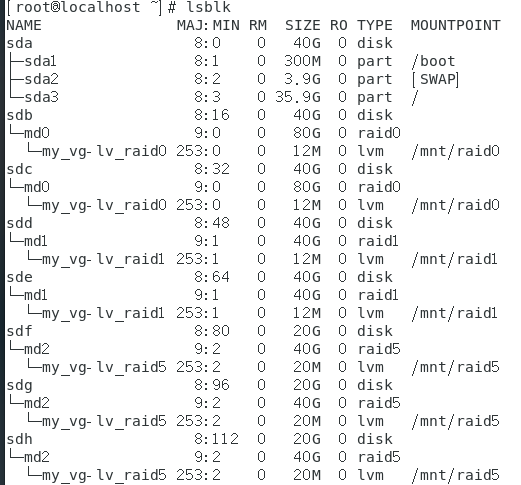 [root@localhost ~]# lsblk
NAME                  MAJ:MIN RM   SIZE RO TYPE  MOUNTPOINT
sda                     8:0    0    40G  0 disk
├─sda1                  8:1    0   300M  0 part  /boot
├─sda2                  8:2    0   3.9G  0 part  [SWAP]
└─sda3                  8:3    0  35.9G  0 part  /
sdb                     8:16   0    40G  0 disk
└─md0                   9:0    0    80G  0 raid0
  └─my_vg-lv_raid0    253:0    0    12M  0 lvm   /mnt/raid0
sdc                     8:32   0    40G  0 disk
└─md0                   9:0    0    80G  0 raid0
  └─my_vg-lv_raid0    253:0    0    12M  0 lvm   /mnt/raid0
sdd                     8:48   0    40G  0 disk
└─md1                   9:1    0    40G  0 raid1
  └─my_vg-lv_raid1    253:1    0    12M  0 lvm   /mnt/raid1
sde                     8:64   0    40G  0 disk
└─md1                   9:1    0    40G  0 raid1
  └─my_vg-lv_raid1    253:1    0    12M  0 lvm   /mnt/raid1
sdf                     8:80   0    20G  0 disk
└─md2                   9:2    0    40G  0 raid5
  └─my_vg-lv_raid5    253:2    0    20M  0 lvm   /mnt/raid5
sdg                     8:96   0    20G  0 disk
└─md2                   9:2    0    40G  0 raid5
  └─my_vg-lv_raid5    253:2    0    20M  0 lvm   /mnt/raid5
sdh                     8:112  0    20G  0 disk
└─md2                   9:2    0    40G  0 raid5
  └─my_vg-lv_raid5    253:2    0    20M  0 lvm   /mnt/raid5